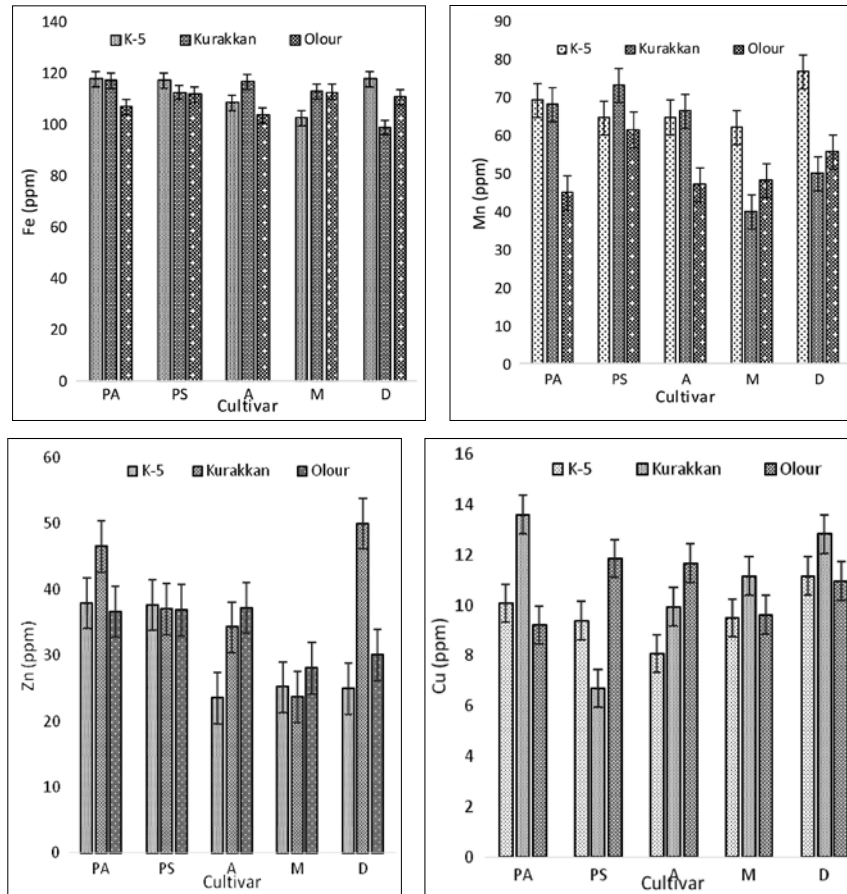 140
K-5 Kurakkan Olour
120
100
80
60
40
20
0
Fe (ppm)
PA PS A M D
Cultivar
90
K-5 Kurakkan Olour
80
70
60
50
40
30
20
10
0
Mn (ppm)
PA PS A M D
Cultivar
60
K-5 Kurakkan Olour
50
40
30
20
10
0
Zn (ppm)
PA PS A M D
Cultivar
16
K-5 Kurakkan Olour
14
12
10
8
6
4
2
0
Cu (ppm)
PA PS A M D
Cultivar